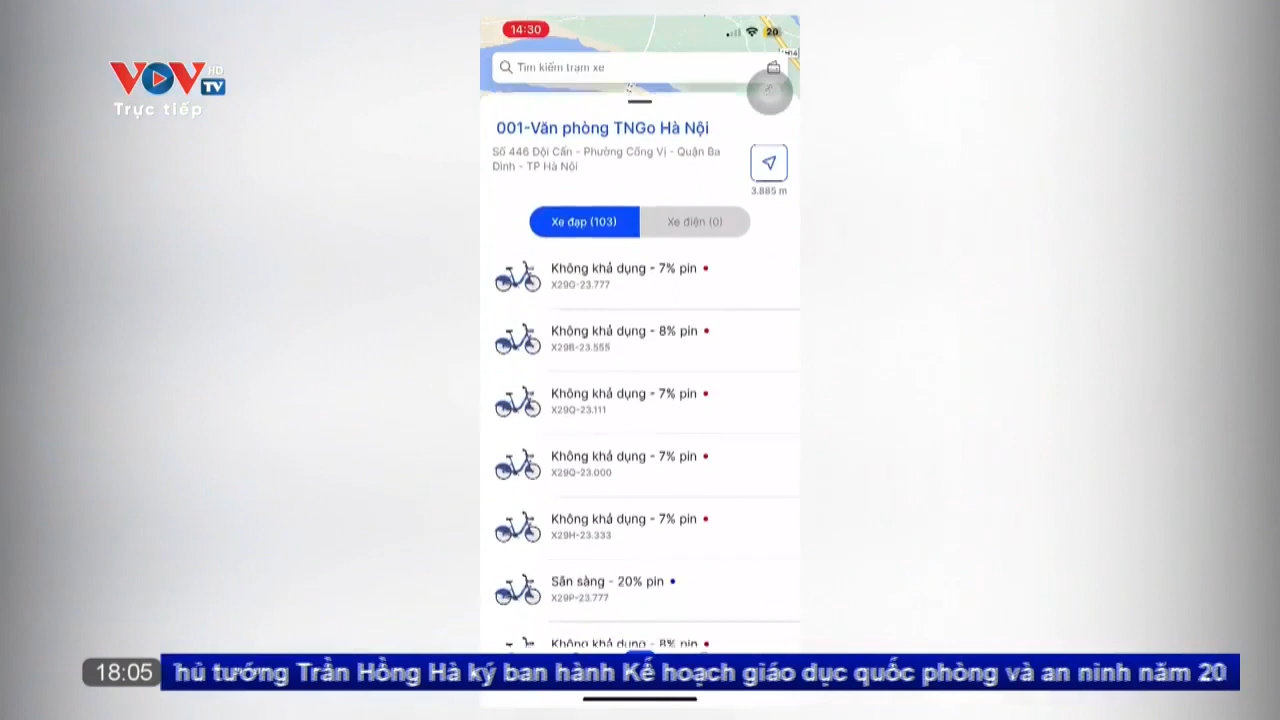 14:30
20
VOV HD
TV
Trực tiếp
Tìm kiếm trạm xe
001-Văn phòng TNGo Hà Nội
Số 446 Đội Cấn - Phường Cống Vị - Quận Ba
Đình - TP Hà Nội
3.885 m
Xe đạp (103)
Xe điện (0)
Không khả dụng - 7% pin
X29G-23.777
Không khả dụng - 8% pin
X29B-23.555
Không khả dụng - 7% pin
X29Q-23.111
Không khả dụng - 7% pin
X29Q-23.000
Không khả dụng - 7% pin
X29H-23.333
Sẵn sàng - 20% pin
X29P-23.777
Không khả dụng - 8% pin
18:05
hủ tướng Trần Hồng Hà ký ban hành Kế hoạch giáo dục quốc phòng và an ninh năm 20